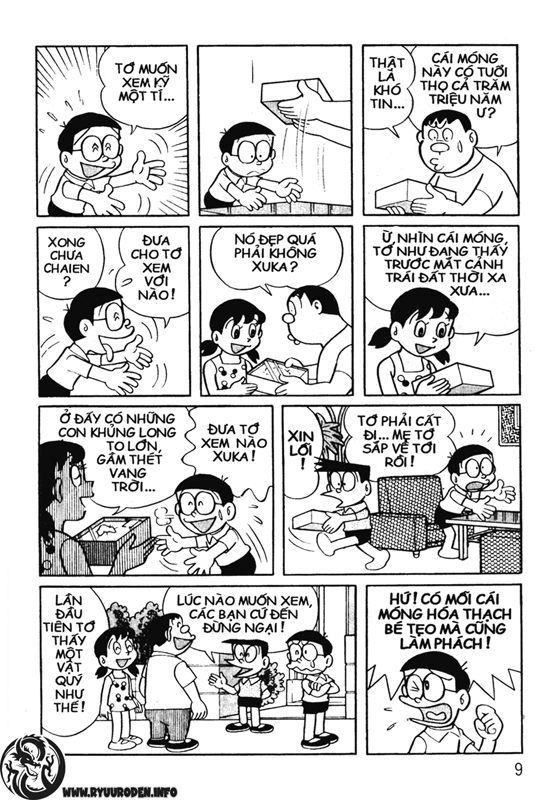 TỚ MUỐN
XEM KỸ
MỘT TÍ...
THẬT
LÀ
KHÓ
TIN...
CÁI MÓNG
NÀY CÓ TUỔI
THỌ CẢ TRĂM
TRIỆU NĂM
Ư?
XONG
CHƯA
CHAIEN
?
ĐƯA
CHO TỚ
XEM
VỚI
NÀO!
NÓ ĐẸP QUÁ
PHẢI KHÔNG
XUKA?
Ừ, NHÌN CÁI MÓNG,
TỚ NHƯ ĐANG THẤY
TRƯỚC MẮT CẢNH
TRÁI ĐẤT THỜI XA
XƯA...
Ở ĐẤY CÓ NHỮNG
CON KHỦNG LONG
TO LỚN,
GẦM THÉT
VANG
TRỜI...
ĐƯA TỚ
XEM NÀO
XUKA!
XIN
LỖI
!
TỚ PHẢI CẤT
ĐI... MẸ TỚ
SẮP VỀ TỚI
RỒI!
LẦN
ĐẦU
TIÊN TỚ
THẤY
MỘT
VẬT
QUÝ
NHƯ
THẾ!
LÚC NÀO MUỐN XEM,
CÁC BẠN CỨ ĐẾN
ĐỪNG NGẠI!
HỨ! CÓ MỖI CÁI
MÓNG HÓA THẠCH
BÉ TẸO MÀ CŨNG
LÀM PHÁCH!
9
WWW.RYUURODEN.INFO